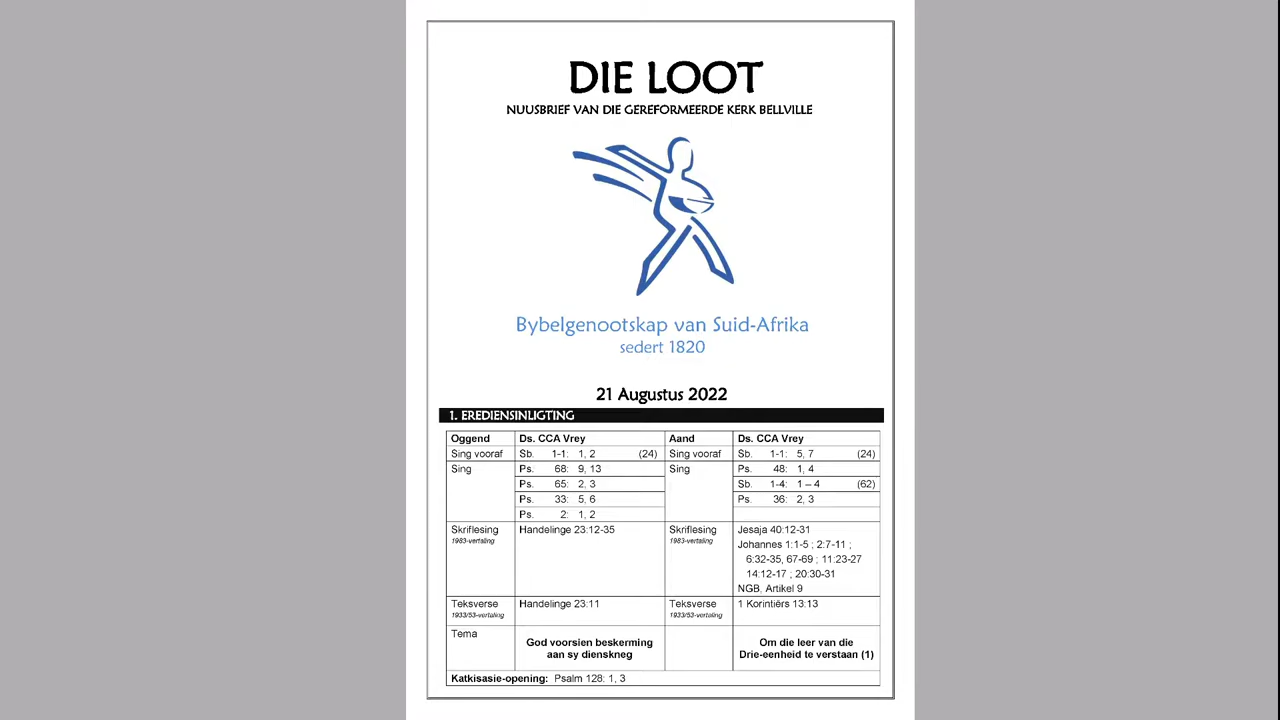 DIE LOOT
NUUSBRIEF VAN DIE GEREFORMEERDE KERK BELLVILLE
Bybelgenootskap van Suid-Afrika
sedert 1820
21 Augustus 2022
1. EREDIENSINLIGTING
Oggend Ds. CCA Vrey Aand Ds. CCA Vrey
Sing vooraf Sb. 1-1: 1, 2 (24) Sing vooraf Sb. 1-1: 5, 7 (24)
Sing Ps. 68: 9, 13 Sing Ps. 48: 1, 4
Ps. 65: 2, 3 Sb. 1-4: 1 – 4 (62)
Ps. 33: 5, 6 Ps. 36: 2, 3
Ps. 2: 1, 2
Skriflesing Handelinge 23:12-35 Skriflesing Jesaja 40:12-31
1983-vertaling 1983-vertaling Johannes 1:1-5 ; 2:7-11 ;
6:32-35, 67-69 ; 11:23-27
14:12-17 ; 20:30-31
NGB, Artikel 9
Teksverse Handelinge 23:11 Teksverse 1 Korintiërs 13:13
1933/53-vertaling 1933/53-vertaling
Tema
God voorsien beskerming Om die leer van die
aan sy dienskneg Drie-eenheid te verstaan (1)
Katkisasie-opening: Psalm 128: 1, 3